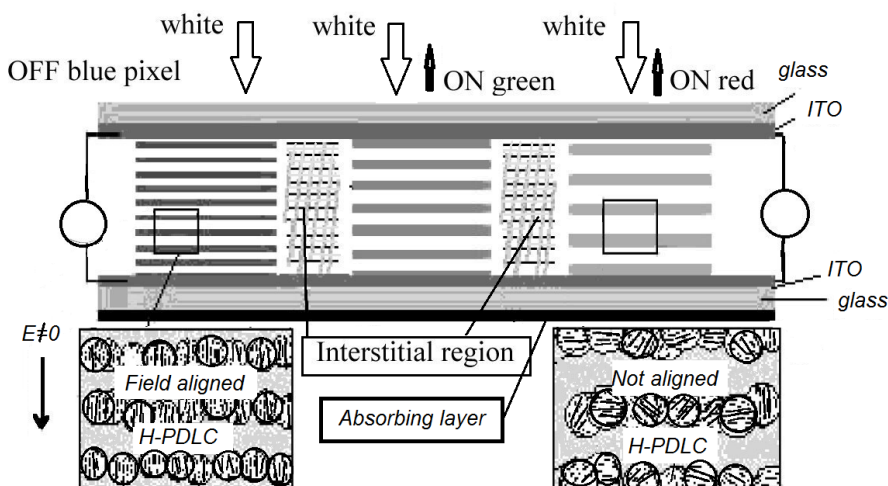 white
white
white
OFF blue pixel
ON green
ON red
glass
ITO
ITO
glass
E≠0
Interstitial region
Field aligned
Not aligned
Absorbing layer
H-PDLC
H-PDLC